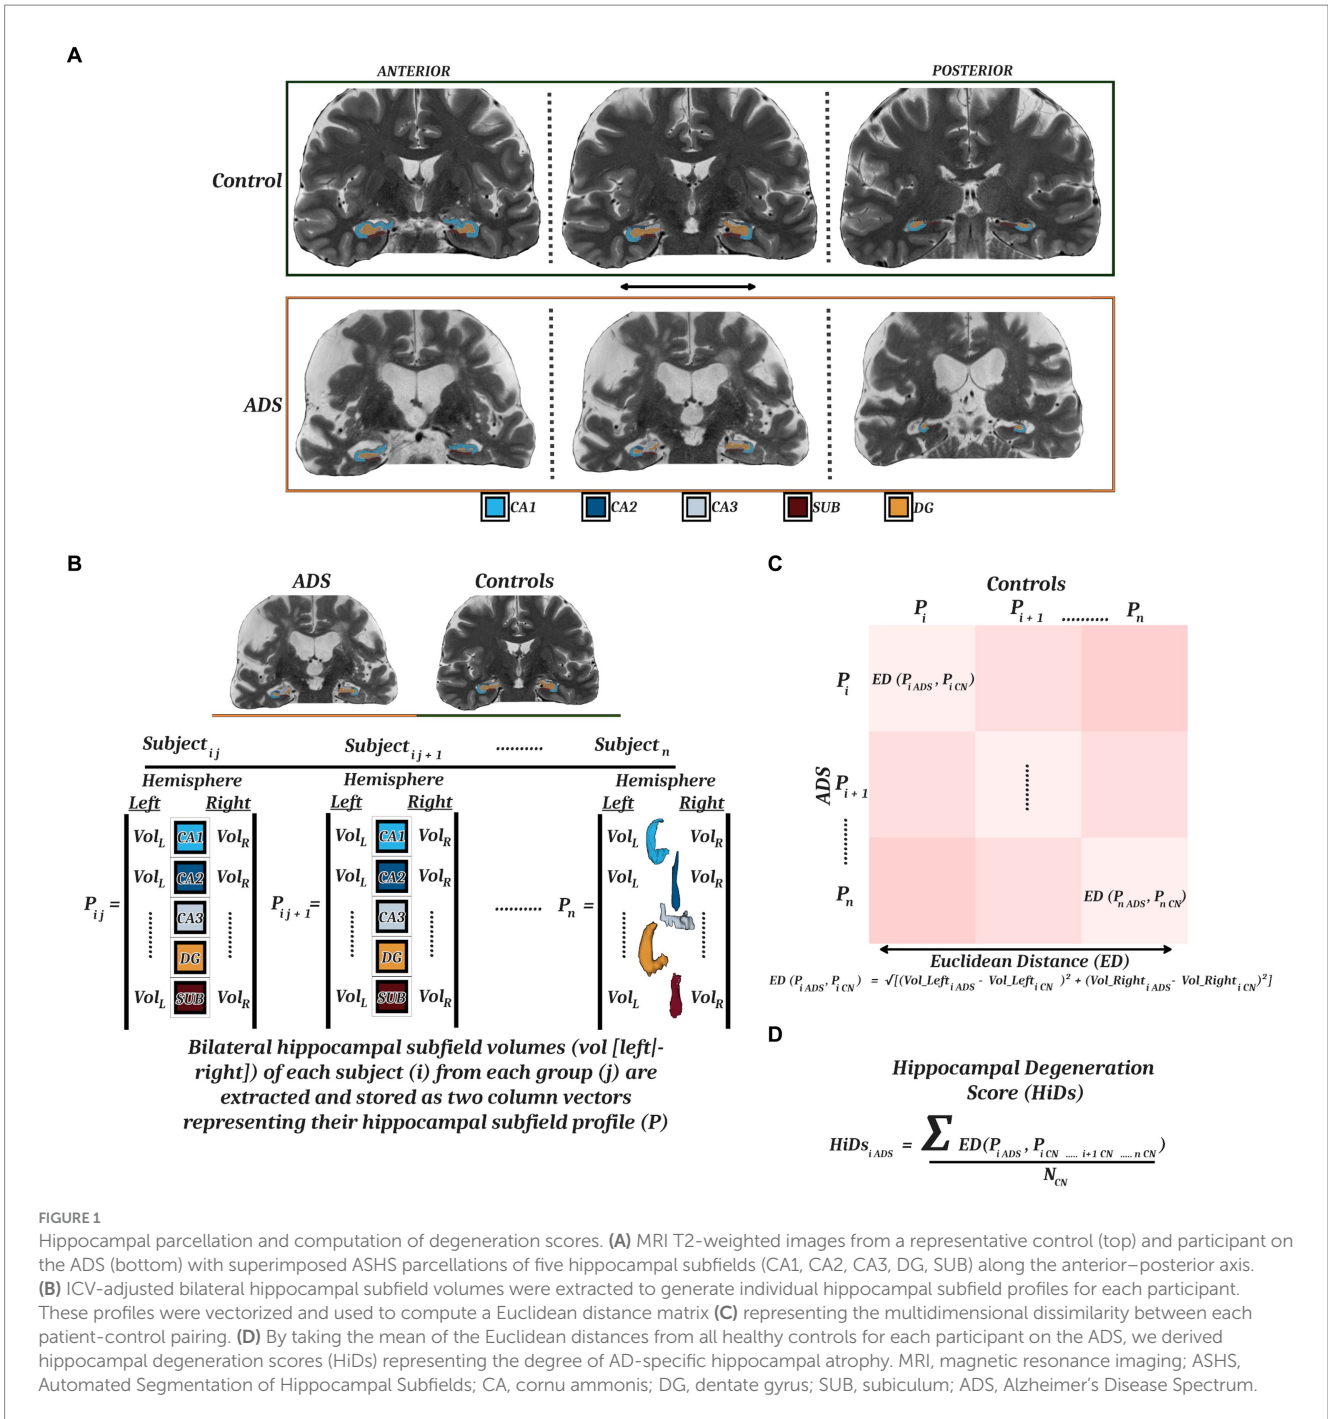 A
ANTERIOR
POSTERIOR
Control
ADS
CA1
CA2
CA3
SUB
DG
B
ADS
Controls
Subject i j
Subject i j + 1
..........
Subject n
Hemisphere
Left
Right
Hemisphere
Left
Right
Hemisphere
Left
Right
P i j =
Vol L CA1 Vol R
Vol L CA2 Vol R
CA3
DG
Vol L SUB Vol R
P i j + 1 =
Vol L CA1 Vol R
Vol L CA2 Vol R
CA3
DG
Vol L SUB Vol R
..........
P n =
Vol L Vol R
Vol L Vol R
Vol L Vol R
Bilateral hippocampal subfield volumes (vol [left]-
right]) of each subject (i) from each group (j) are
extracted and stored as two column vectors
representing their hippocampal subfield profile (P)
C
Controls
P i P i + 1 .......... P n
ADS
P i
P i + 1
P n
ED (P i ADS , P i CN )
ED (P n ADS , P n CN )
Euclidean Distance (ED)
ED (P i ADS , P i CN ) = √[(Vol_Left i ADS - Vol_Left i CN )² + (Vol_Right i ADS - Vol_Right i CN )²]
D
Hippocampal Degeneration
Score (HiDs)
HiDs i ADS = Σ ED(P i ADS , P i CN ..... i+1 CN ..... n CN )
N CN
FIGURE 1
Hippocampal parcellation and computation of degeneration scores. (A) MRI T2-weighted images from a representative control (top) and participant on
the ADS (bottom) with superimposed ASHS parcellations of five hippocampal subfields (CA1, CA2, CA3, DG, SUB) along the anterior–posterior axis.
(B) ICV-adjusted bilateral hippocampal subfield volumes were extracted to generate individual hippocampal subfield profiles for each participant.
These profiles were vectorized and used to compute a Euclidean distance matrix (C) representing the multidimensional dissimilarity between each
patient-control pairing. (D) By taking the mean of the Euclidean distances from all healthy controls for each participant on the ADS, we derived
hippocampal degeneration scores (HiDs) representing the degree of AD-specific hippocampal atrophy. MRI, magnetic resonance imaging; ASHS,
Automated Segmentation of Hippocampal Subfields; CA, cornu ammonis; DG, dentate gyrus; SUB, subiculum; ADS, Alzheimer's Disease Spectrum.